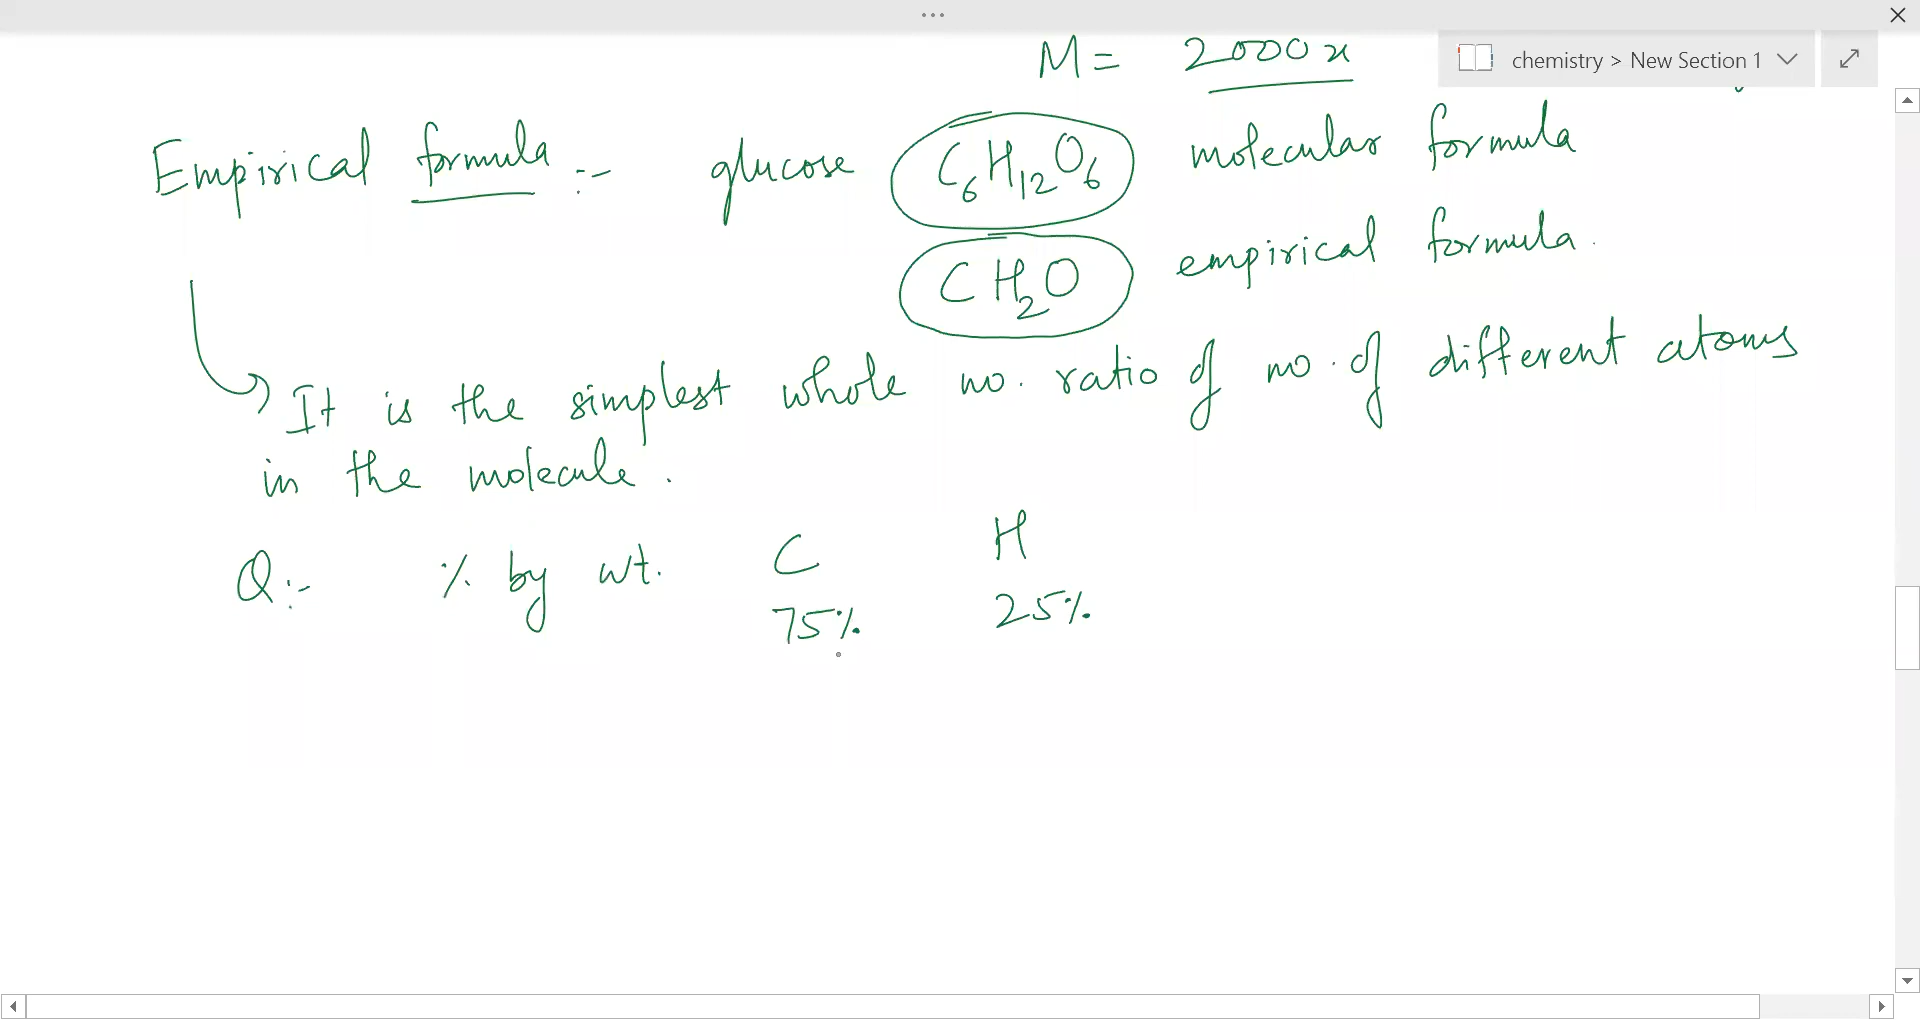 M = 2000 x
chemistry > New Section 1
Empirical formula :- glucose C₆H₁₂O₆ molecular formula
CH₂O empirical formula.
It is the simplest whole no. ratio of no. of different atoms
in the molecule.
Q:- % by wt. C H
75% 25%